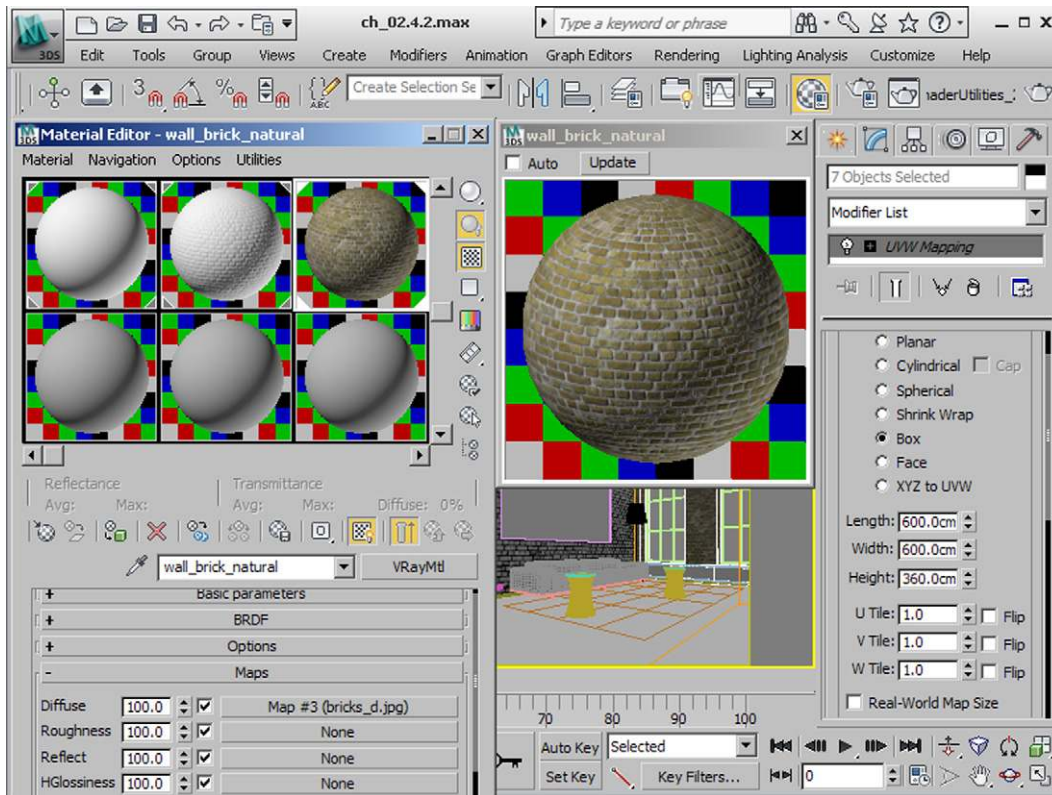 ch_02.4.2.max
Type a keyword or phrase
3DS
Edit Tools Group Views Create Modifiers Animation Graph Editors Rendering Lighting Analysis Customize Help
3
%
ABC
Create Selection Se
haderUtilities_:
Material Editor - wall_brick_natural
Material Navigation Options Utilities
Reflectance
Avg: Max:
Transmittance
Avg: Max: Diffuse: 0%
wall_brick_natural
VRayMtl
Basic parameters
BRDF
Options
Maps
Diffuse 100.0 Map #3 (bricks_d.jpg)
Roughness 100.0 None
Reflect 100.0 None
HGlossiness 100.0 None
wall_brick_natural
Auto Update
70 80 90 100
Auto Key Selected
Set Key Key Filters...
0
7 Objects Selected
Modifier List
UVW Mapping
Planar
Cylindrical Cap
Spherical
Shrink Wrap
Box
Face
XYZ to UVW
Length: 600.0cm
Width: 600.0cm
Height: 360.0cm
U Tile: 1.0 Flip
V Tile: 1.0 Flip
W Tile: 1.0 Flip
Real-World Map Size